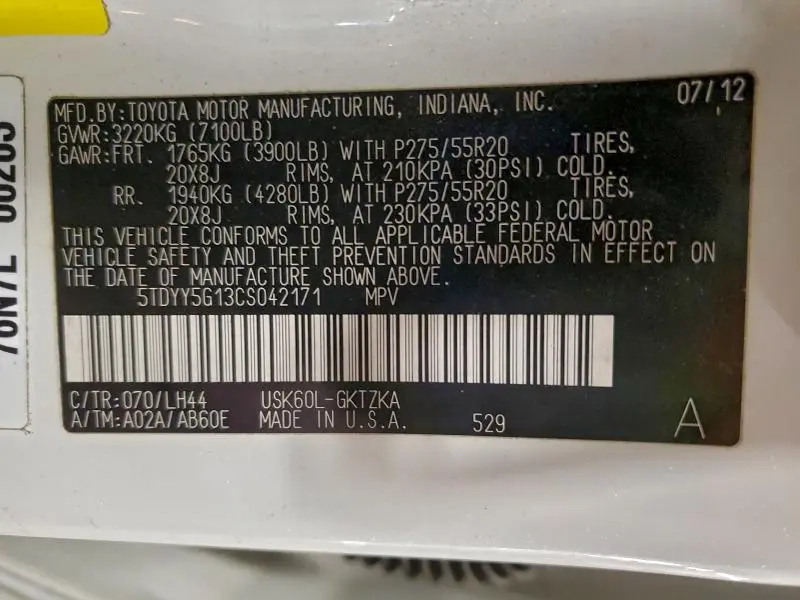 MFD.BY:TOYOTA MOTOR MANUFACTURING, INDIANA, INC. 07/12
GVWR:3220KG (7100LB)
GAWR:FRT. 1765KG (3900LB) WITH P275/55R20 TIRES,
20X8J RIMS, AT 210KPA (30PSI) COLD.
RR. 1940KG (4280LB) WITH P275/55R20 TIRES,
20X8J RIMS, AT 230KPA (33PSI) COLD.
THIS VEHICLE CONFORMS TO ALL APPLICABLE FEDERAL MOTOR
VEHICLE SAFETY AND THEFT PREVENTION STANDARDS IN EFFECT ON
THE DATE OF MANUFACTURE SHOWN ABOVE.
5TDYY5G13CS042171 MPV
C/TR:070/LH44 USK60L-GKTZKA
A/TM:A02A/AB60E MADE IN U.S.A. 529 A